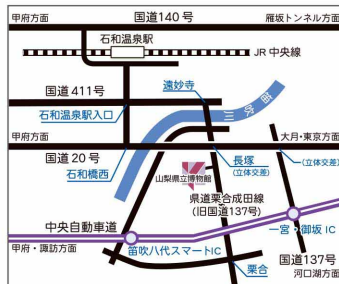 甲府方面
国道140号
雁坂トンネル方面
石和温泉駅
JR中央線
国道411号
遠妙寺
石和温泉駅入口
笛吹川
甲府方面
大月・東京方面
国道20号
石和橋西
長塚
(立体交差)
(立体交差)
山梨県立博物館
県道栗合成田線
(旧国道137号)
中央自動車道
一宮・御坂 IC
甲府・諏訪方面
笛吹八代スマートIC
栗合
国道137号
河口湖方面